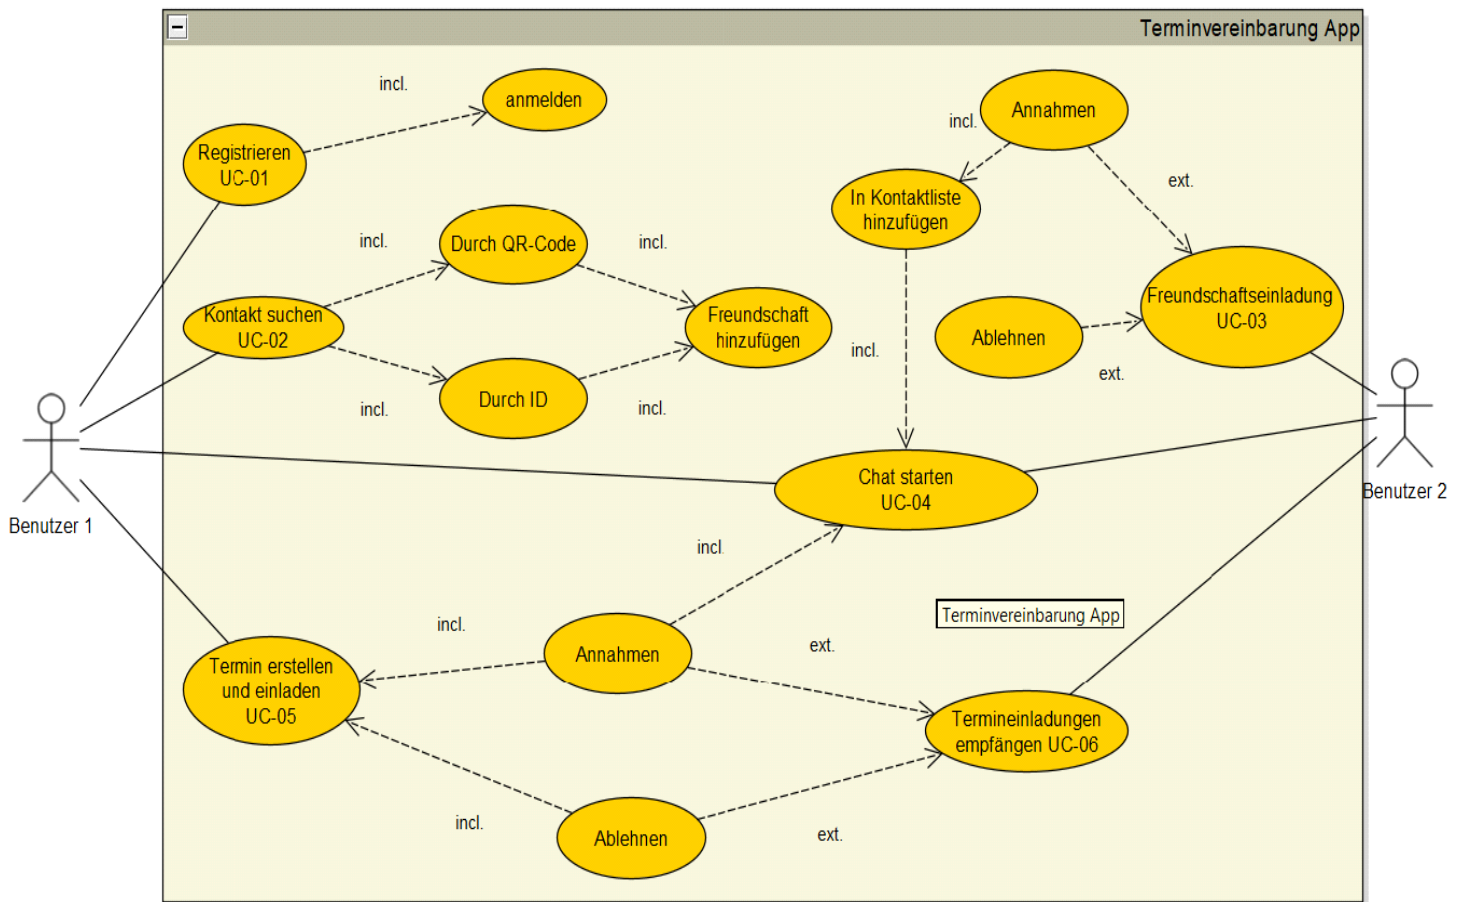 Terminvereinbarung App
incl.
anmelden
Registrieren
UC-01
Annahmen
incl.
ext.
In Kontaktliste
hinzufügen
incl.
Durch QR-Code
incl.
Kontakt suchen
UC-02
Freundschaft
hinzufügen
Freundschaftseinladung
UC-03
Ablehnen
ext.
incl.
Durch ID
incl.
incl.
Chat starten
UC-04
Benutzer 1
Benutzer 2
incl
Terminvereinbarung App
incl.
Annahmen
ext.
Termin erstellen
und einladen
UC-05
Termineinladungen
empfängen UC-06
incl.
Ablehnen
ext.